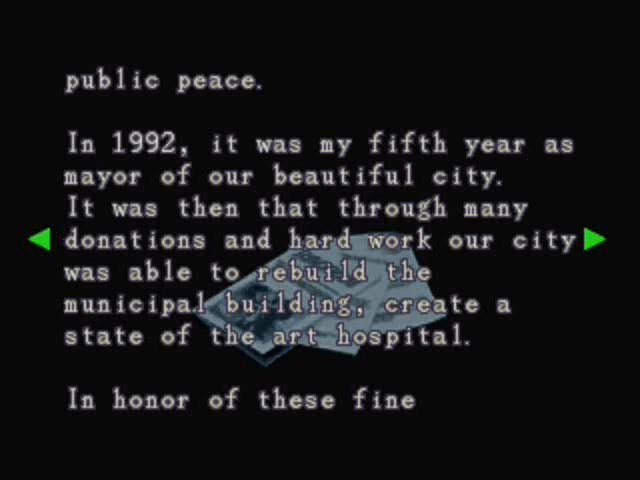 public peace.
In 1992, it was my fifth year as
mayor of our beautiful city.
It was then that through many
donations and hard work our city
was able to rebuild the
municipal building, create a
state of the art hospital.
In honor of these fine